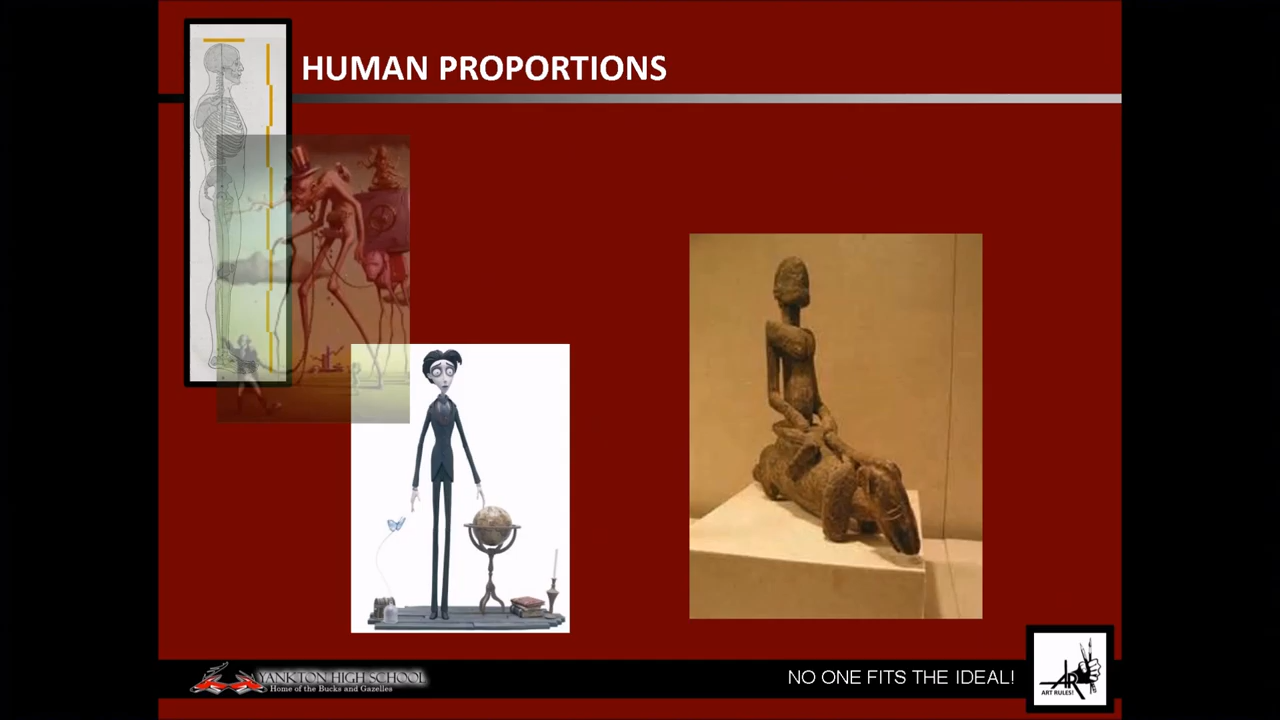 HUMAN PROPORTIONS
YANKTON HIGH SCHOOL
Home of the Bucks and Gazelles
NO ONE FITS THE IDEAL!
ART RULES!